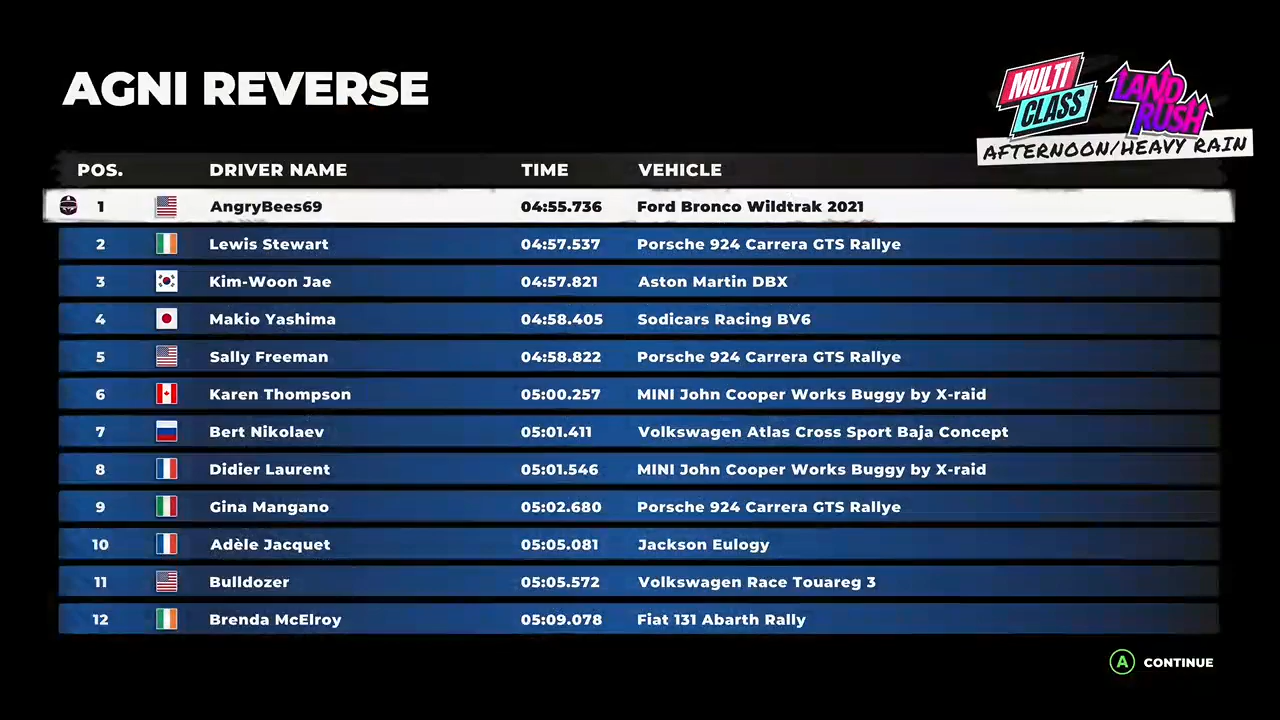 AGNI REVERSE
MULTI CLASS
LAND RUSH
AFTERNOON/HEAVY RAIN
POS. DRIVER NAME TIME VEHICLE
1 AngryBees69 04:55.736 Ford Bronco Wildtrak 2021
2 Lewis Stewart 04:57.537 Porsche 924 Carrera GTS Rallye
3 Kim-Woon Jae 04:57.821 Aston Martin DBX
4 Makio Yashima 04:58.405 Sodicars Racing BV6
5 Sally Freeman 04:58.822 Porsche 924 Carrera GTS Rallye
6 Karen Thompson 05:00.257 MINI John Cooper Works Buggy by X-raid
7 Bert Nikolaev 05:01.411 Volkswagen Atlas Cross Sport Baja Concept
8 Didier Laurent 05:01.546 MINI John Cooper Works Buggy by X-raid
9 Gina Mangano 05:02.680 Porsche 924 Carrera GTS Rallye
10 Adèle Jacquet 05:05.081 Jackson Eulogy
11 Bulldozer 05:05.572 Volkswagen Race Touareg 3
12 Brenda McElroy 05:09.078 Fiat 131 Abarth Rally
A CONTINUE